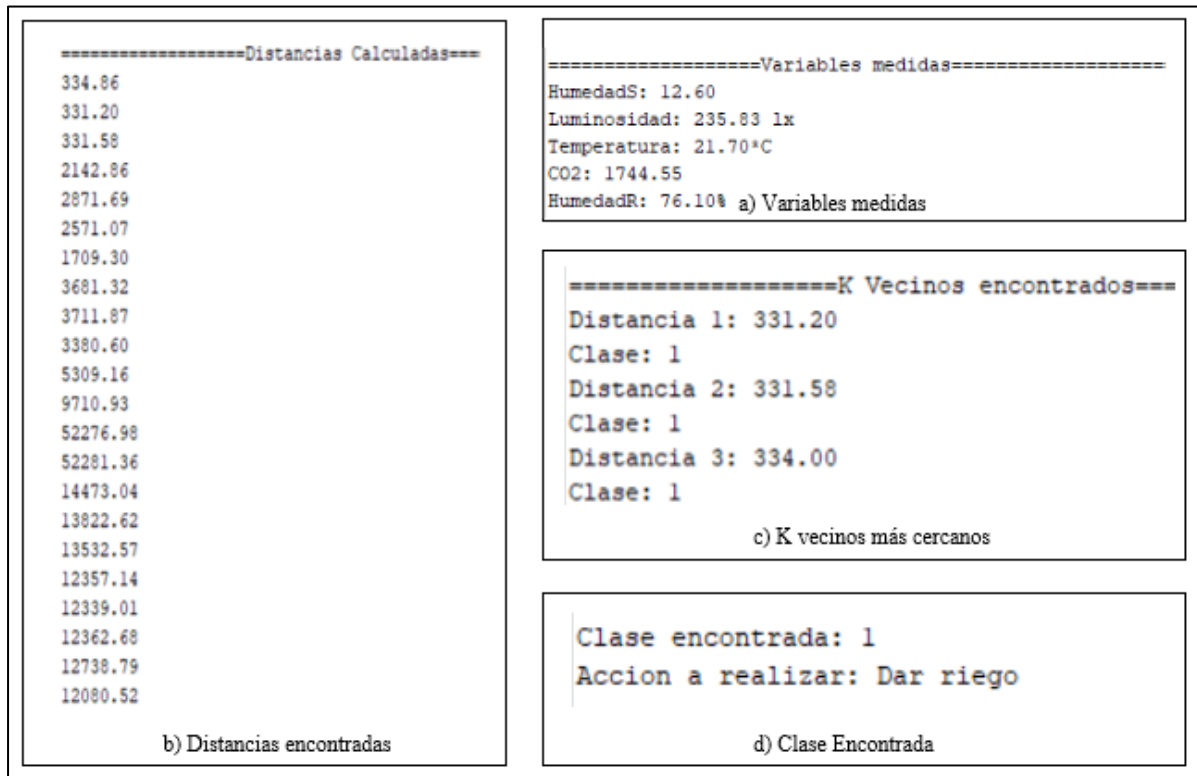 ===================Distancias Calculadas===
334.86
331.20
331.58
2142.86
2871.69
2571.07
1709.30
3681.32
3711.87
3380.60
5309.16
9710.93
52276.98
52281.36
14473.04
13822.62
13532.57
12357.14
12339.01
12362.68
12738.79
12080.52
b) Distancias encontradas
===================Variables medidas===================
HumedadS: 12.60
Luminosidad: 235.83 lx
Temperatura: 21.70*C
CO2: 1744.55
HumedadR: 76.10% a) Variables medidas
===================K Vecinos encontrados===
Distancia 1: 331.20
Clase: 1
Distancia 2: 331.58
Clase: 1
Distancia 3: 334.00
Clase: 1
c) K vecinos más cercanos
Clase encontrada: 1
Accion a realizar: Dar riego
d) Clase Encontrada